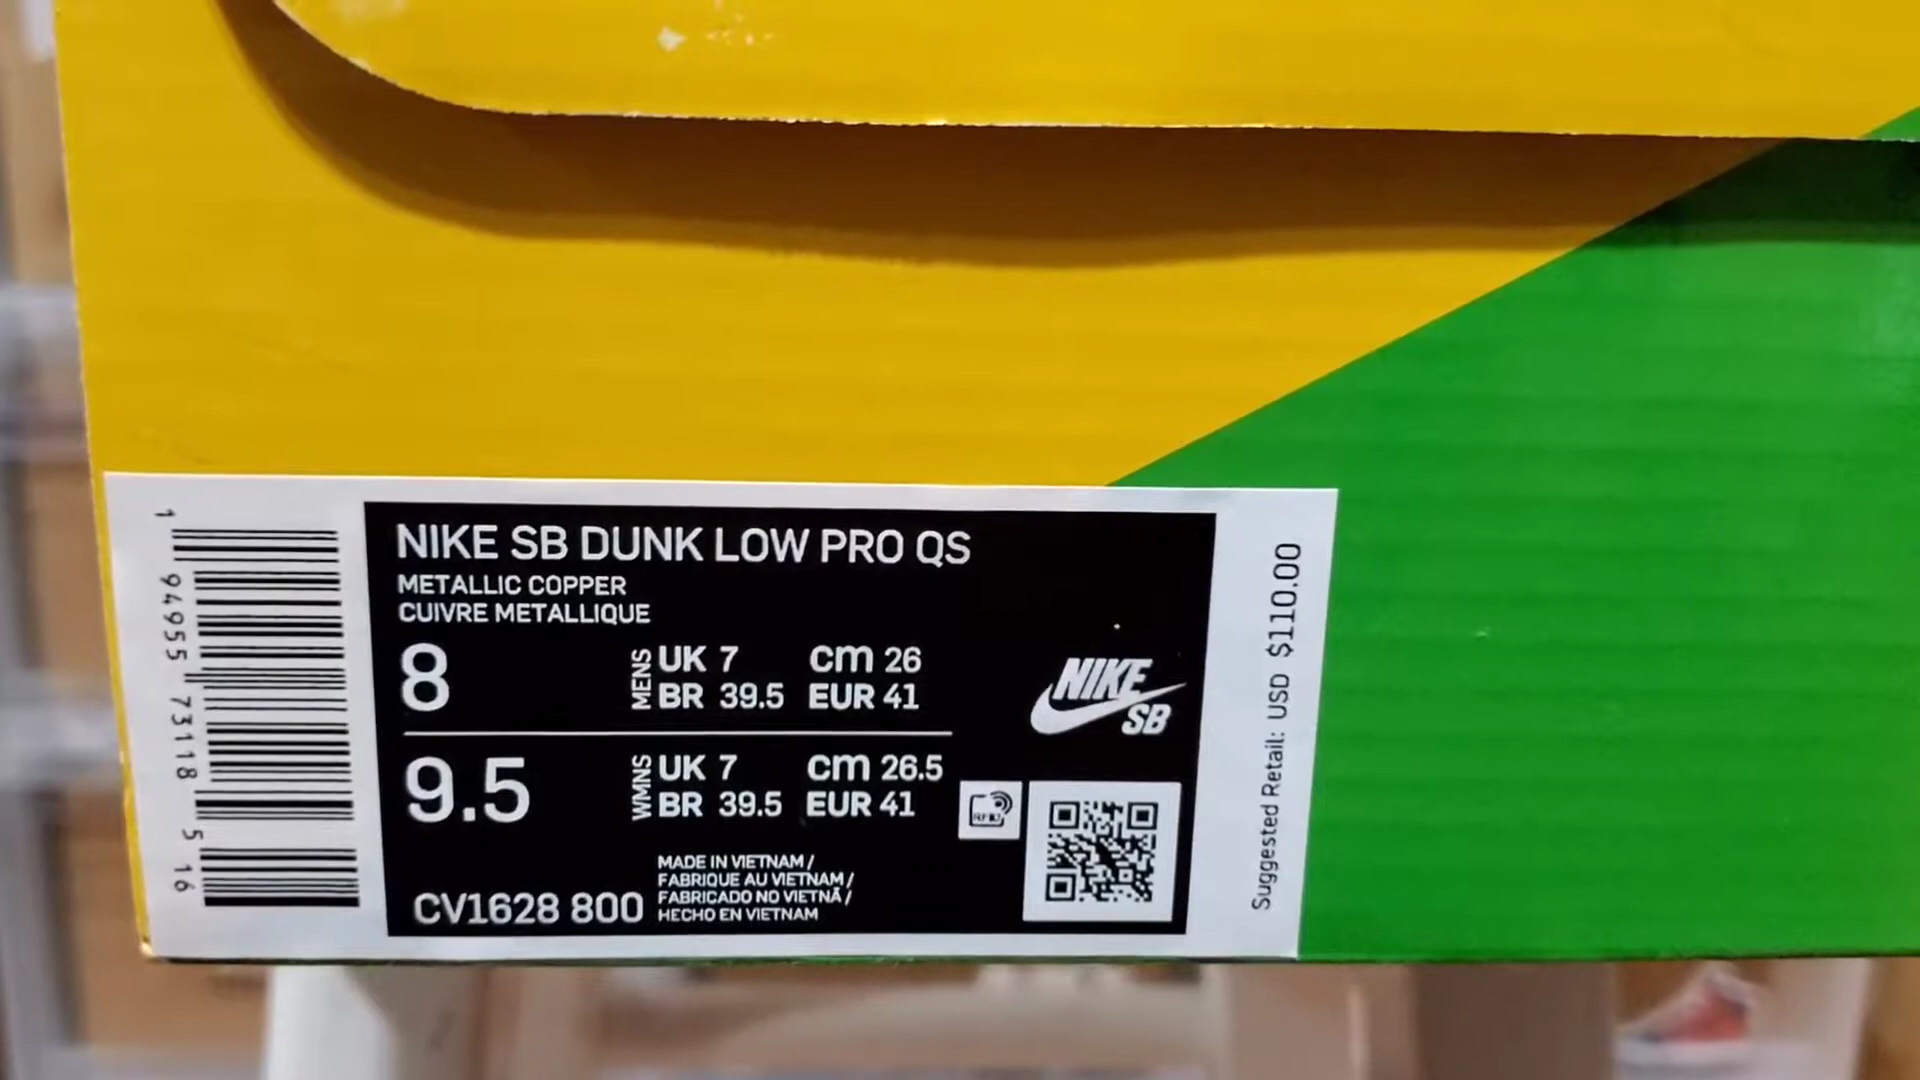 NIKE SB DUNK LOW PRO QS
METALLIC COPPER
CUIVRE METALLIQUE
8
MENS
UK 7 cm 26
BR 39.5 EUR 41
9.5
WMNS
UK 7 cm 26.5
BR 39.5 EUR 41
CV1628 800
MADE IN VIETNAM /
FABRIQUE AU VIETNAM /
FABRICADO NO VIETNÃ /
HECHO EN VIETNAM
NIKE
SB
1 94955 73118 5 16
Suggested Retail: USD $110.00